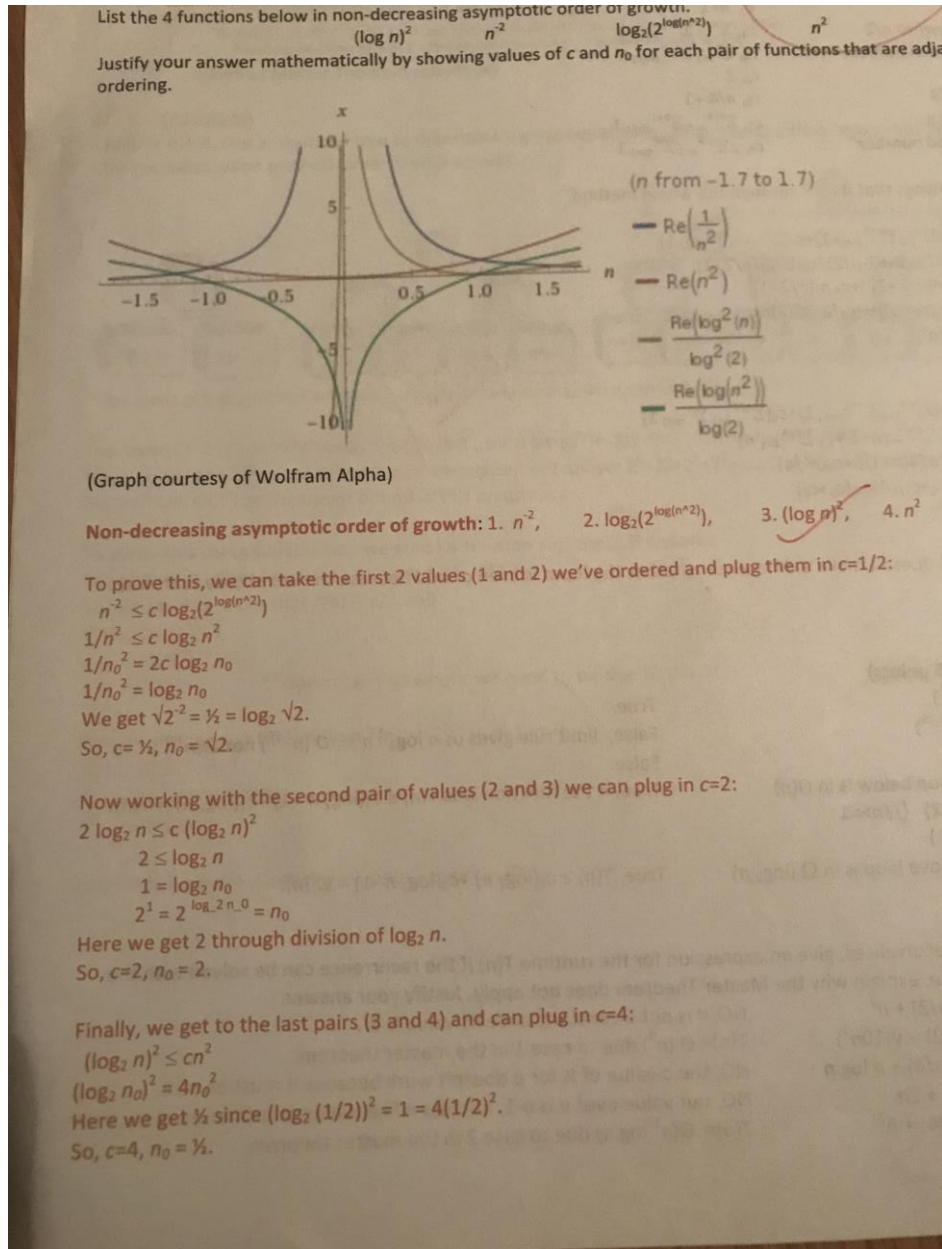 List the 4 functions below in non-decreasing asymptotic order of growth.
(log n)² n⁻² log₂(2^log(n^2)) n²
Justify your answer mathematically by showing values of c and n₀ for each pair of functions that are adja
ordering.
x
10
5
-1.5 -1.0 -0.5 0.5 1.0 1.5 n
-5
-10
(n from -1.7 to 1.7)
Re(1/n²)
Re(n²)
Re(log²(n))
log²(2)
Re(log(n²))
log(2)
(Graph courtesy of Wolfram Alpha)
Non-decreasing asymptotic order of growth: 1. n⁻², 2. log₂(2^log(n^2)), 3. (log n)², 4. n²
To prove this, we can take the first 2 values (1 and 2) we've ordered and plug them in c=1/2:
n⁻² ≤ c log₂(2^log(n^2))
1/n² ≤ c log₂ n²
1/n₀² = 2c log₂ n₀
1/n₀² = log₂ n₀
We get √2⁻² = ½ = log₂ √2.
So, c= ½, n₀ = √2.
Now working with the second pair of values (2 and 3) we can plug in c=2:
2 log₂ n ≤ c (log₂ n)²
2 ≤ log₂ n
1 = log₂ n₀
2¹ = 2^log_2 n_0 = n₀
Here we get 2 through division of log₂ n.
So, c=2, n₀ = 2.
Finally, we get to the last pairs (3 and 4) and can plug in c=4:
(log₂ n)² ≤ cn²
(log₂ n₀)² = 4n₀²
Here we get ½ since (log₂ (1/2))² = 1 = 4(1/2)².
So, c=4, n₀ = ½.